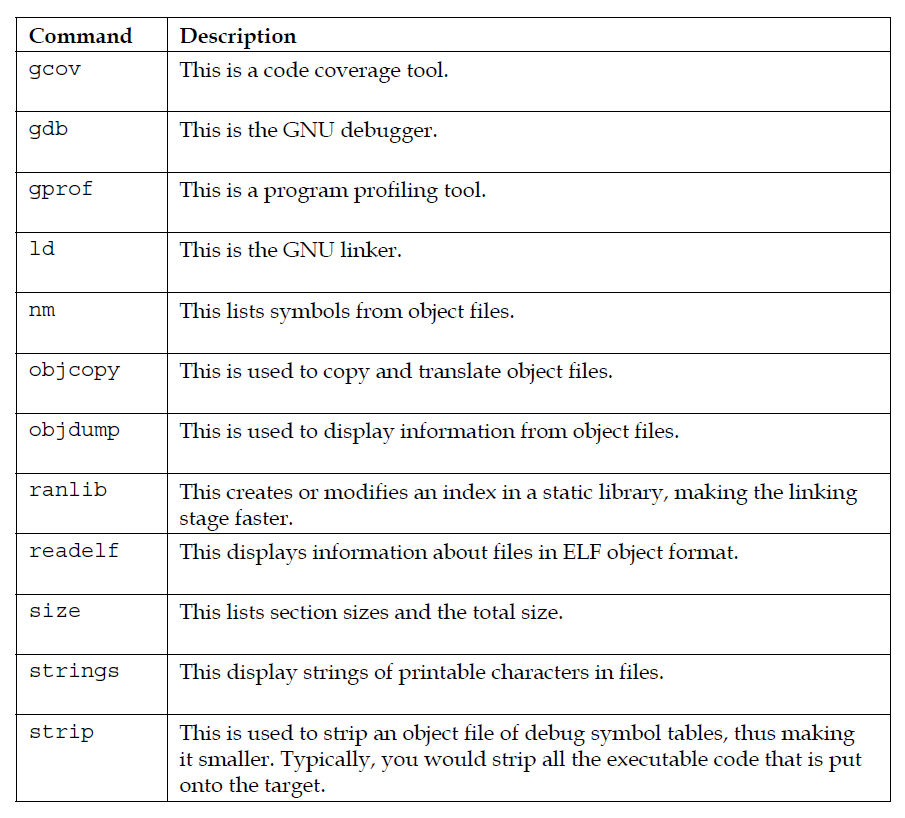 Command Description
gcov This is a code coverage tool.
gdb This is the GNU debugger.
gprof This is a program profiling tool.
ld This is the GNU linker.
nm This lists symbols from object files.
objcopy This is used to copy and translate object files.
objdump This is used to display information from object files.
ranlib This creates or modifies an index in a static library, making the linking
stage faster.
readelf This displays information about files in ELF object format.
size This lists section sizes and the total size.
strings This display strings of printable characters in files.
strip This is used to strip an object file of debug symbol tables, thus making
it smaller. Typically, you would strip all the executable code that is put
onto the target.